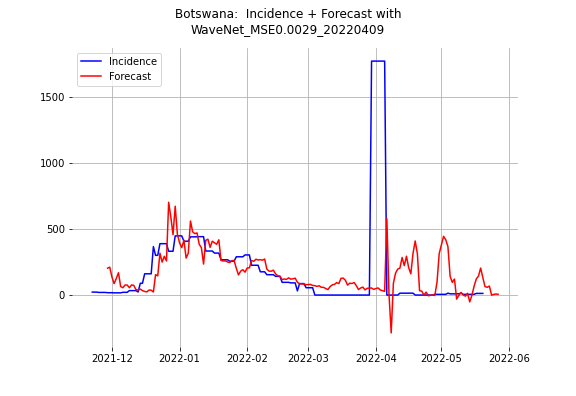 Botswana:  Incidence + Forecast with
WaveNet_MSE0.0029_20220409
Incidence
Forecast
1500
1000
500
0
2021-12
2022-01
2022-02
2022-03
2022-04
2022-05
2022-06